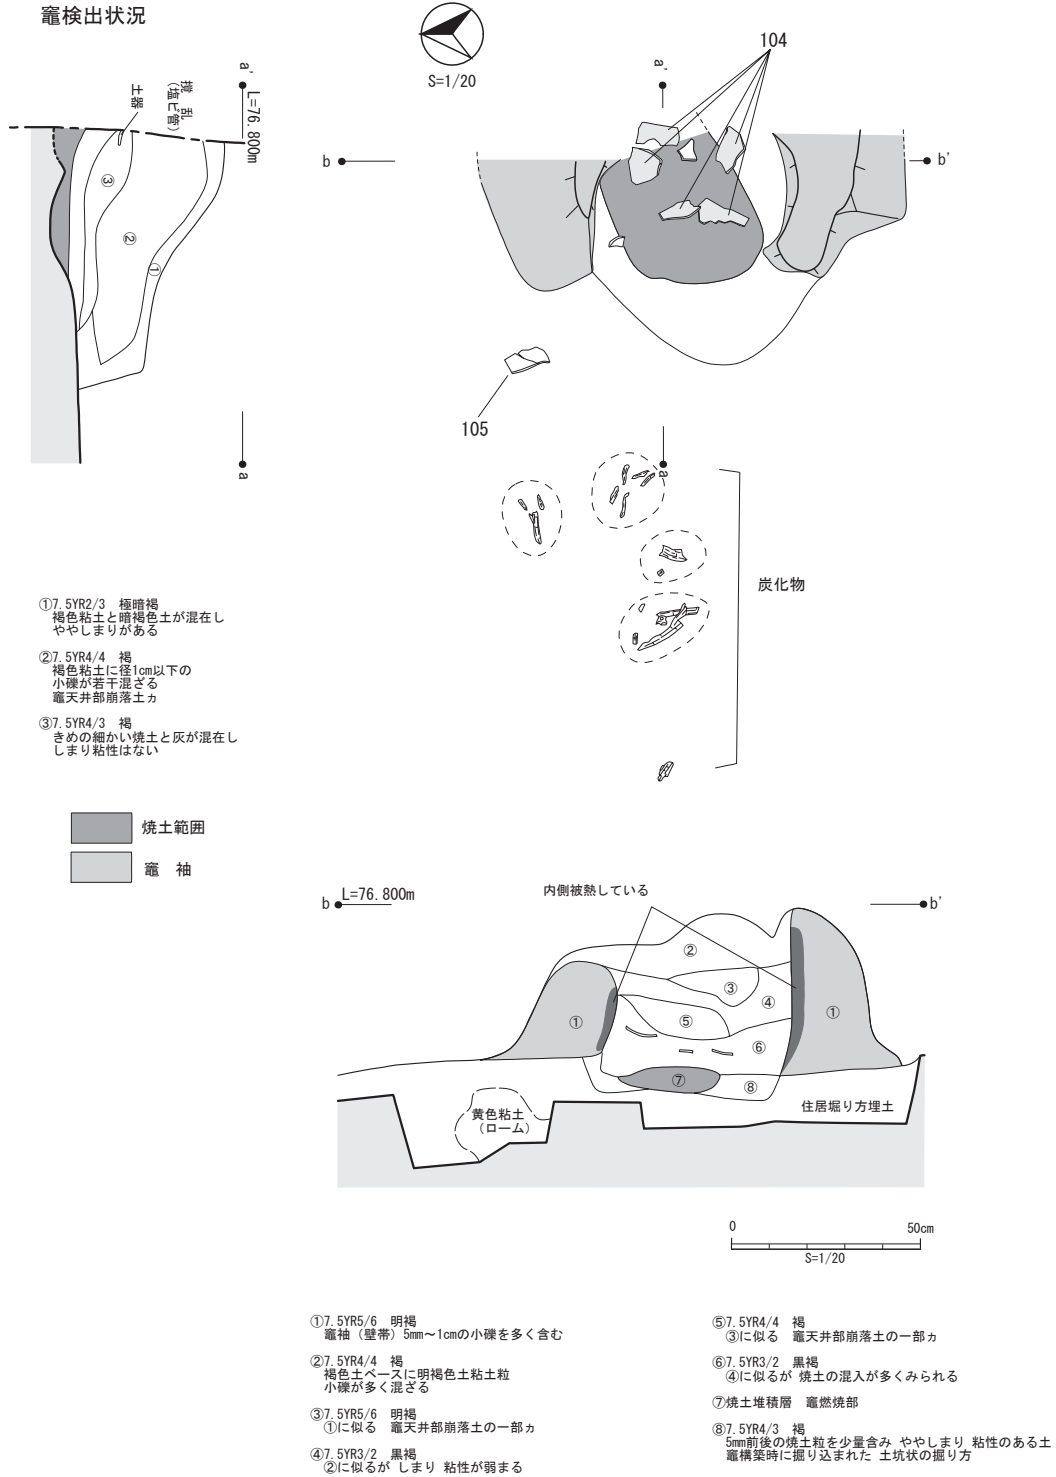 竈検出状況
S=1/20
104
a'
L=76.800m
撹乱
(塩ビ管)
土器
③
②
①
a
a'
b
b'
105
a
炭化物
①7.5YR2/3 極暗褐
褐色粘土と暗褐色土が混在し
ややしまりがある
②7.5YR4/4 褐
褐色粘土に径1cm以下の
小礫が若干混ざる
竈天井部崩落土ヵ
③7.5YR4/3 褐
きめの細かい焼土と灰が混在し
しまり粘性はない
焼土範囲
竈 袖
b L=76.800m
内側被熱している
b'
②
③
④
①
⑤
①
⑥
⑦
⑧
黄色粘土
(ローム)
住居堀り方埋土
0 50cm
S=1/20
①7.5YR5/6 明褐
竈袖(壁帯)5mm~1cmの小礫を多く含む
②7.5YR4/4 褐
褐色土ベースに明褐色土粘土粒
小礫が多く混ざる
③7.5YR5/6 明褐
①に似る 竈天井部崩落土の一部ヵ
④7.5YR3/2 黒褐
②に似るが しまり 粘性が弱まる
⑤7.5YR4/4 褐
③に似る 竈天井部崩落土の一部ヵ
⑥7.5YR3/2 黒褐
④に似るが 焼土の混入が多くみられる
⑦焼土堆積層 竈燃焼部
⑧7.5YR4/3 褐
5mm前後の焼土粒を少量含み ややしまり 粘性のある土
竈構築時に掘り込まれた 土坑状の掘り方